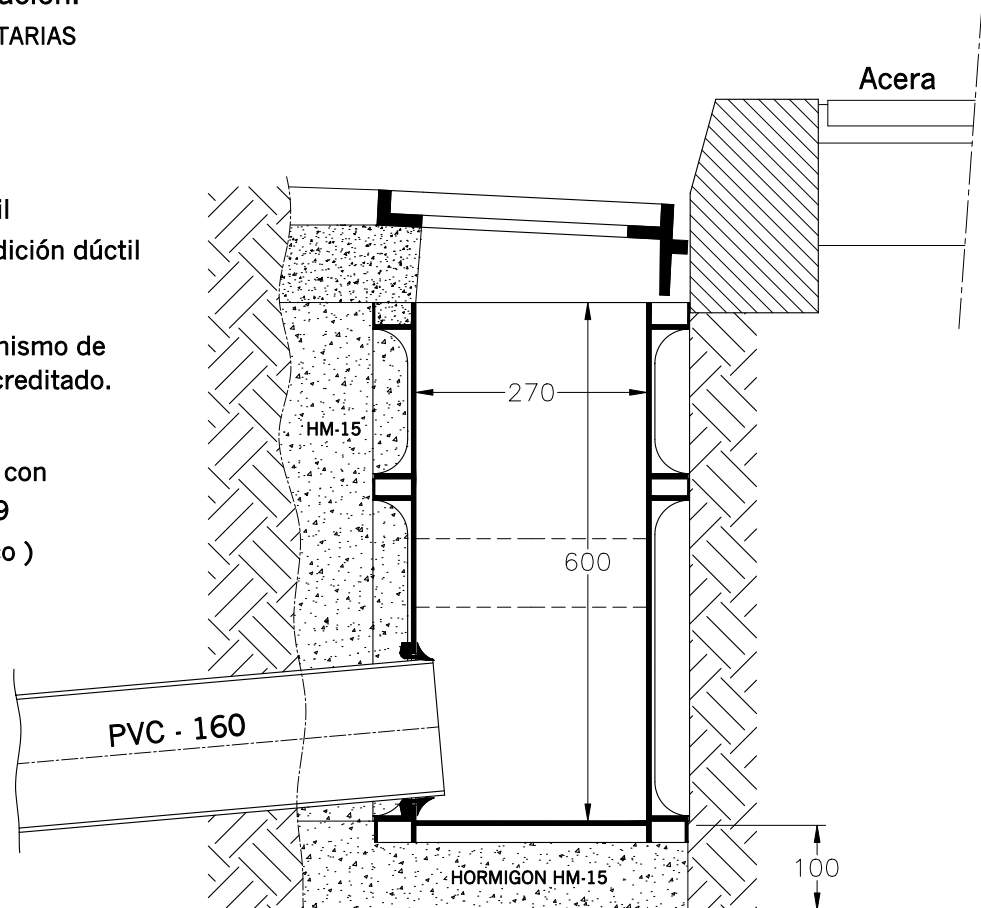 TARIAS
Acera
il
dición dúctil
nismo de
creditado.
270
HM-15
con
9
co )
600
PVC - 160
HORMIGON HM-15
100